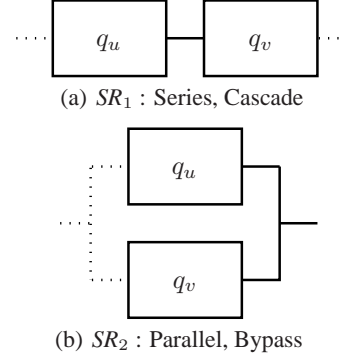 q_u q_v
(a) SR_1 : Series, Cascade
q_u
q_v
(b) SR_2 : Parallel, Bypass